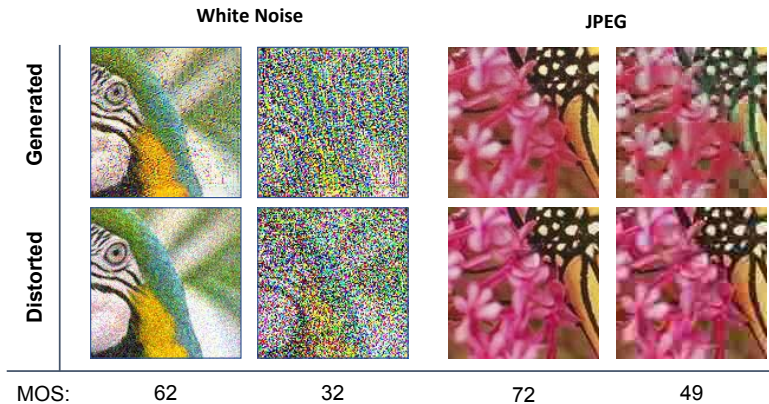 White Noise
JPEG
Generated
Distorted
MOS: 62 32 72 49